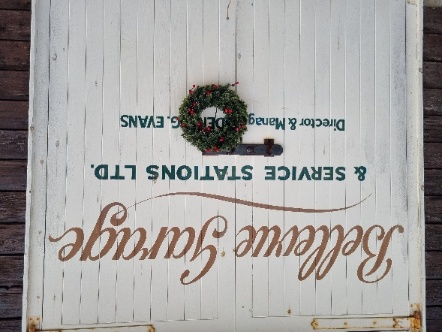 Bellevue Garage
& SERVICE STATIONS LTD.
Director & Manag
G. EVANS